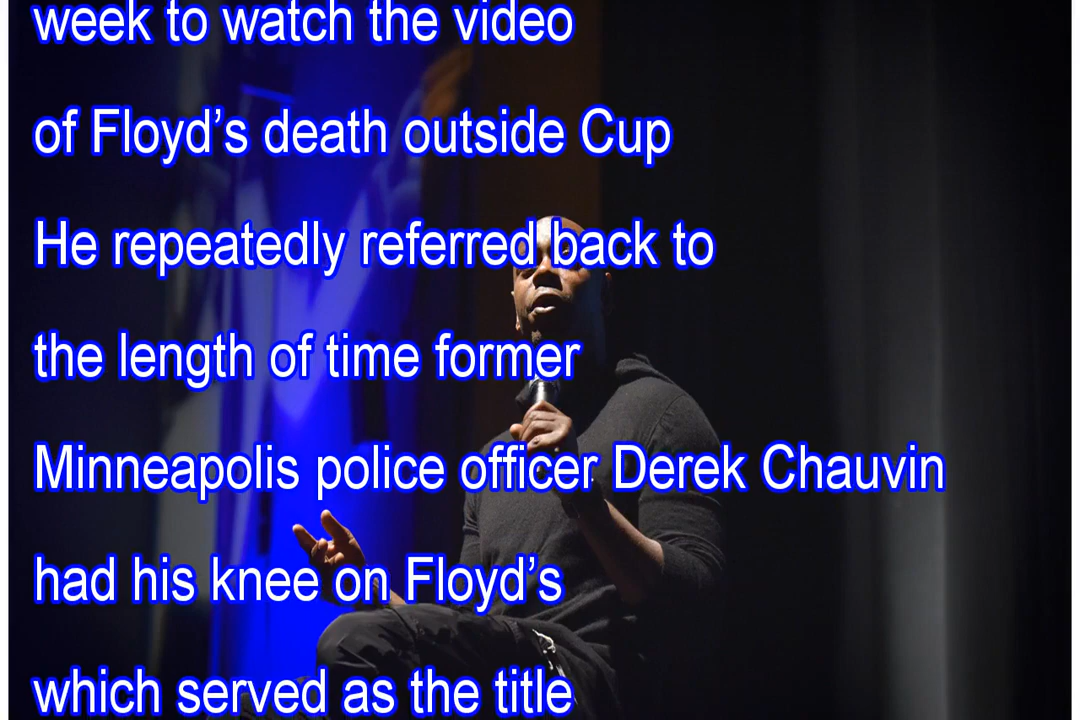 week to watch the video
of Floyd’s death outside Cup
He repeatedly referred back to
the length of time former
Minneapolis police officer Derek Chauvin
had his knee on Floyd’s
which served as the title